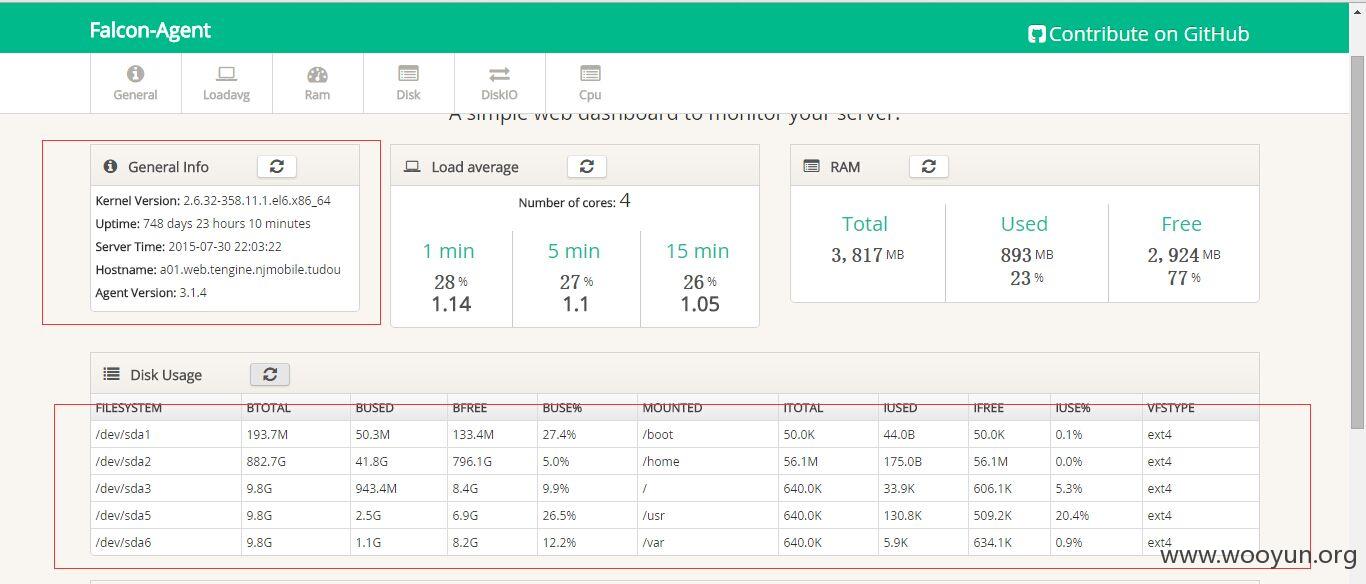 Falcon-Agent
Contribute on GitHub
General Loadavg Ram Disk DiskIO Cpu
A simple web dashboard to monitor your server.
General Info
Kernel Version: 2.6.32-358.11.1.el6.x86_64
Uptime: 748 days 23 hours 10 minutes
Server Time: 2015-07-30 22:03:22
Hostname: a01.web.tengine.njmobile.tudou
Agent Version: 3.1.4
Load average
Number of cores: 4
1 min 5 min 15 min
28 % 27 % 26 %
1.14 1.1 1.05
RAM
Total Used Free
3,817 MB 893 MB 2,924 MB
23 % 77 %
Disk Usage
FILESYSTEM BTOTAL BUSED BFREE BUSE% MOUNTED ITOTAL IUSED IFREE IUSE% VFSTYPE
/dev/sda1 193.7M 50.3M 133.4M 27.4% /boot 50.0K 44.0B 50.0K 0.1% ext4
/dev/sda2 882.7G 41.8G 796.1G 5.0% /home 56.1M 175.0B 56.1M 0.0% ext4
/dev/sda3 9.8G 943.4M 8.4G 9.9% / 640.0K 33.9K 606.1K 5.3% ext4
/dev/sda5 9.8G 2.5G 6.9G 26.5% /usr 640.0K 130.8K 509.2K 20.4% ext4
/dev/sda6 9.8G 1.1G 8.2G 12.2% /var 640.0K 5.9K 634.1K 0.9% ext4
www.wooyun.org